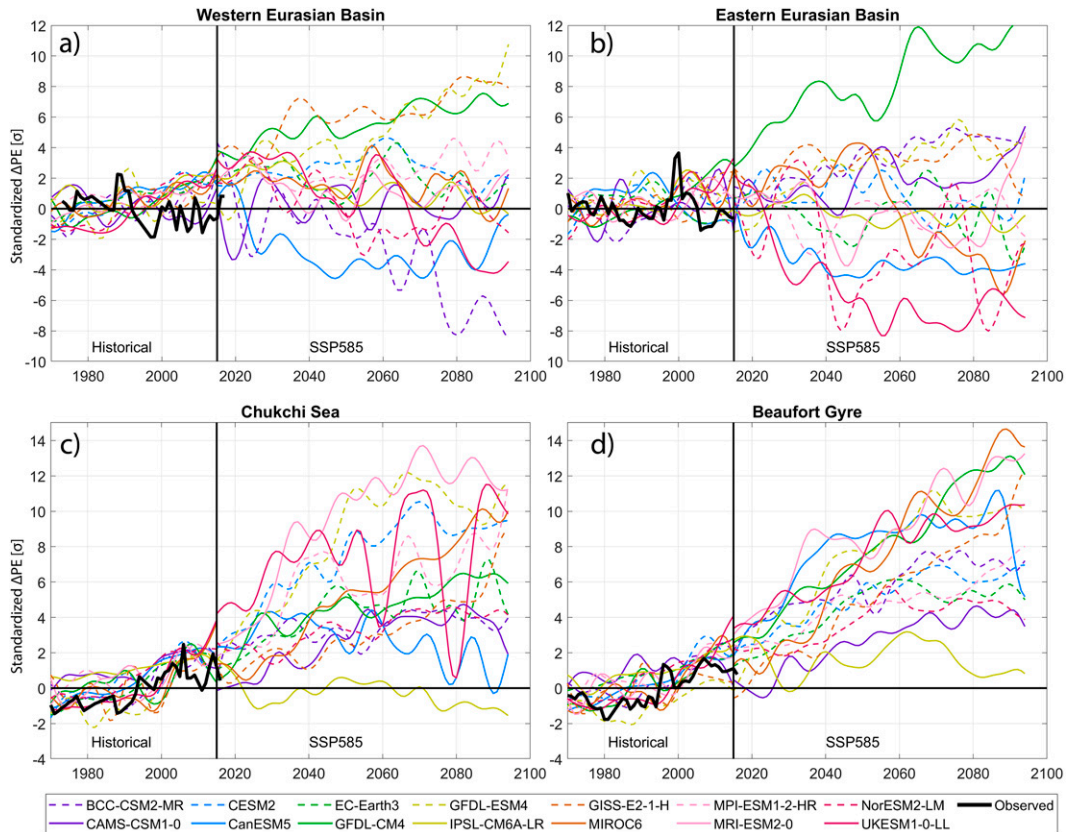 Western Eurasian Basin
Eastern Eurasian Basin
a)
b)
Standardized ΔPE [σ]
12
10
8
6
4
2
0
-2
-4
-6
-8
-10
Historical
SSP585
1980 2000 2020 2040 2060 2080 2100
12
10
8
6
4
2
0
-2
-4
-6
-8
-10
Historical
SSP585
1980 2000 2020 2040 2060 2080 2100
Chukchi Sea
Beaufort Gyre
c)
d)
Standardized ΔPE [σ]
14
12
10
8
6
4
2
0
-2
-4
Historical
SSP585
1980 2000 2020 2040 2060 2080 2100
14
12
10
8
6
4
2
0
-2
-4
Historical
SSP585
1980 2000 2020 2040 2060 2080 2100
BCC-CSM2-MR CESM2 EC-Earth3 GFDL-ESM4 GISS-E2-1-H MPI-ESM1-2-HR NorESM2-LM Observed
CAMS-CSM1-0 CanESM5 GFDL-CM4 IPSL-CM6A-LR MIROC6 MRI-ESM2-0 UKESM1-0-LL